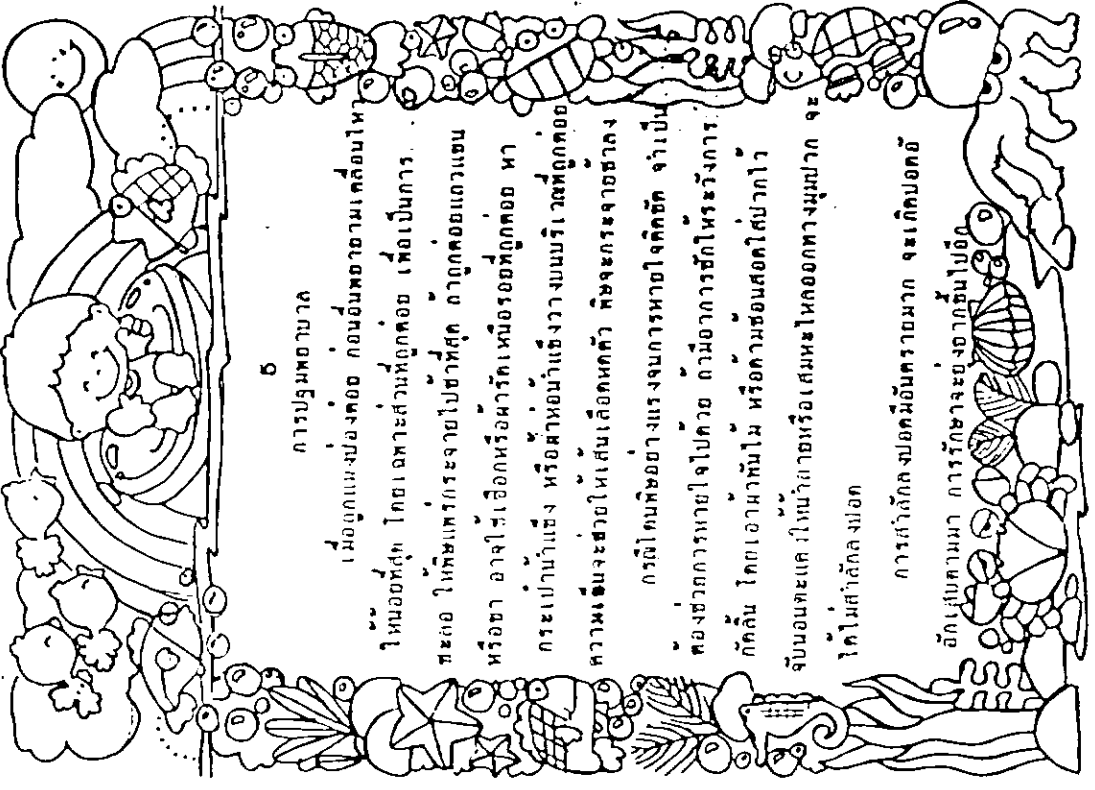 5
การปฐมพยาบาล
เมื่อถูกแมงป่องต่อย ก่อนอื่นพยายามเคลื่อนไหว
ให้น้อยที่สุด โดยเฉพาะส่วนที่ถูกต่อย เพื่อเป็นการ
ชะลอ ให้พิษแพร่กระจายไปช้าที่สุด ถ้าถูกต่อยแถวแขน
หรือขา อาจใช้เชือกหรือผ้ารัดเหนือรอยที่ถูกต่อย หา
กระเป๋าน้ำแข็ง หรือผ้าห่อน้ำแข็งวางบนบริเวณที่ถูกต่อย
ความเย็นจะช่วยให้เส้นเลือดหดตัว พิษจะกระจายช้าลง
กรณีโดนพิษอย่างแรงจนการหายใจติดขัด จำเป็น
ต้องช่วยการหายใจไปด้วย ถ้ามีอาการชักให้ระวังการ
กัดลิ้น โดยเอาผ้าพันไม้ หรือด้ามช้อนสอดใส่ปากไว้
จับนอนตะแคงให้น้ำลายหรือเสมหะไหลออกทางมุมปาก จะ
ได้ไม่สำลักลงปอด
การสำลักลงปอดมีอันตรายมาก จะเกิดปอดอั
อักเสบตามมา การรักษาจะยุ่งยากขึ้นไปอีก